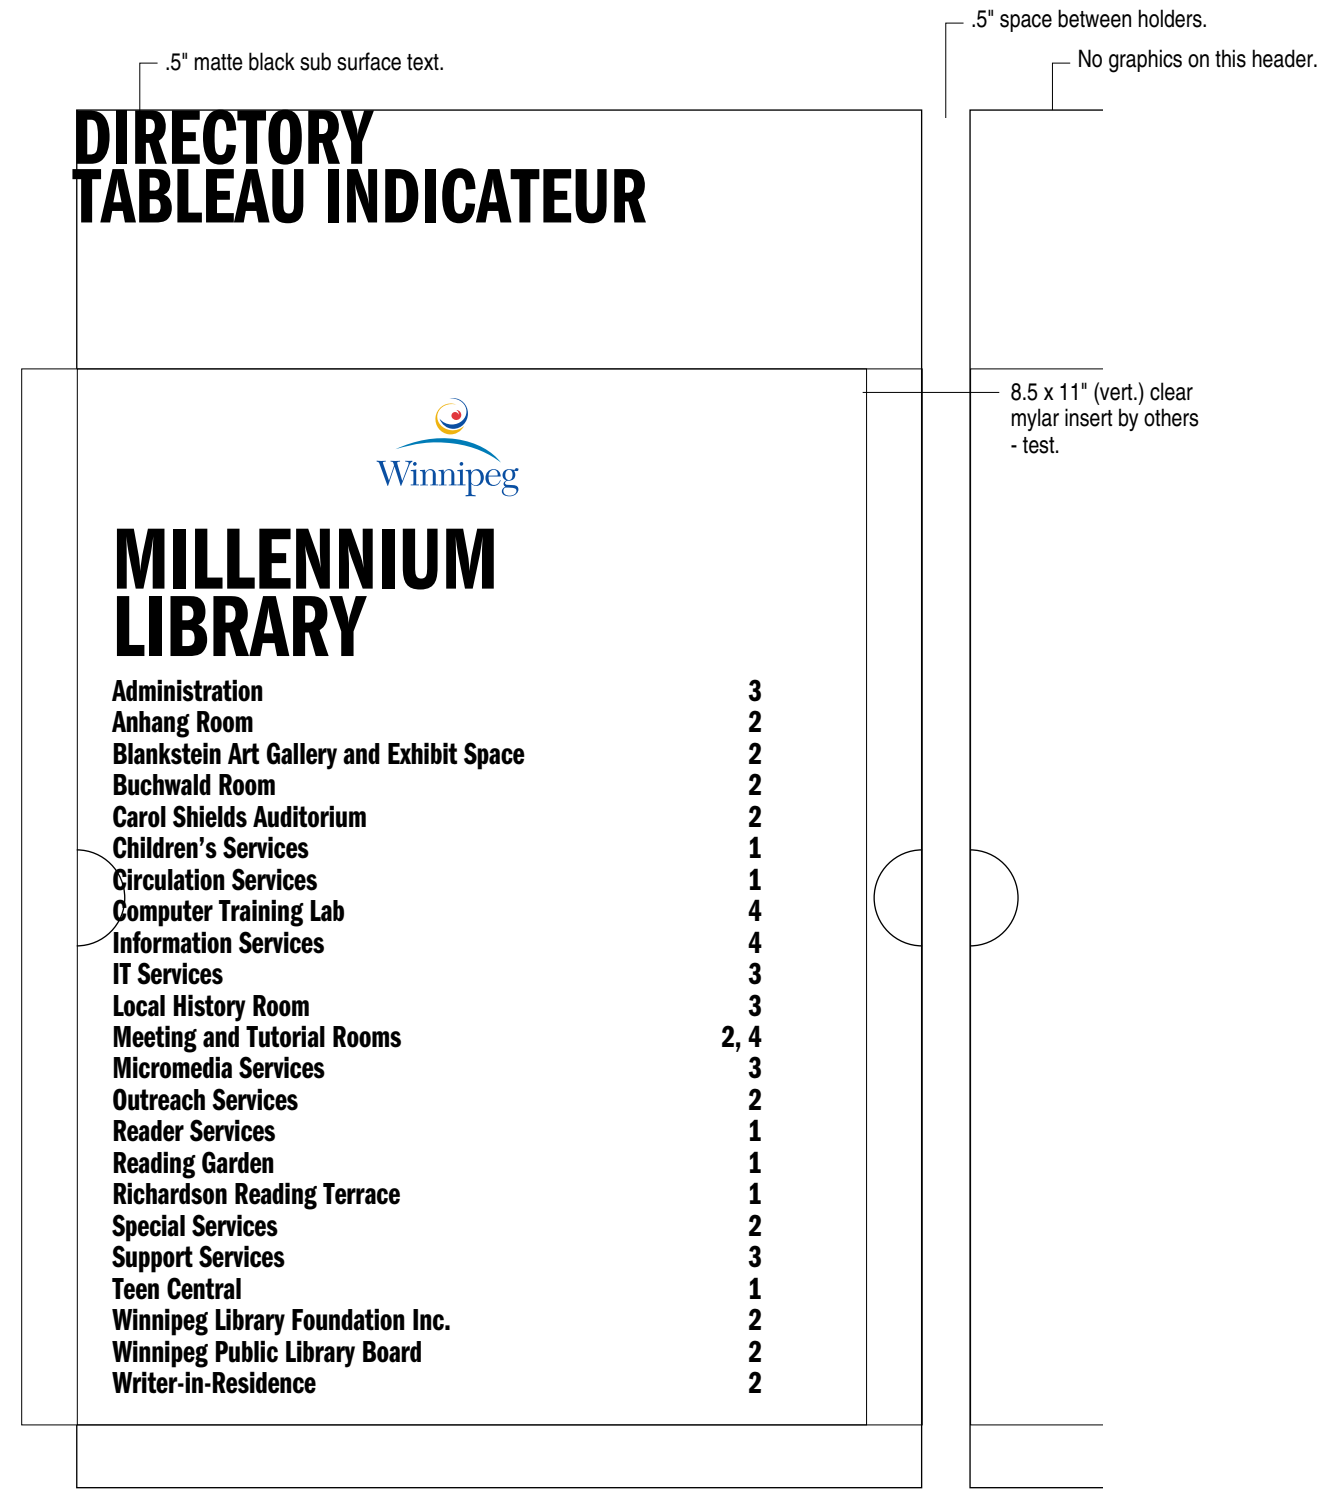 .5" space between holders.
.5" matte black sub surface text.
No graphics on this header.
DIRECTORY
TABLEAU INDICATEUR
8.5 x 11" (vert.) clear
mylar insert by others
- test.
Winnipeg
MILLENNIUM
LIBRARY
Administration 3
Anhang Room 2
Blankstein Art Gallery and Exhibit Space 2
Buchwald Room 2
Carol Shields Auditorium 2
Children’s Services 1
Circulation Services 1
Computer Training Lab 4
Information Services 4
IT Services 3
Local History Room 3
Meeting and Tutorial Rooms 2, 4
Micromedia Services 3
Outreach Services 2
Reader Services 1
Reading Garden 1
Richardson Reading Terrace 1
Special Services 2
Support Services 3
Teen Central 1
Winnipeg Library Foundation Inc. 2
Winnipeg Public Library Board 2
Writer-in-Residence 2